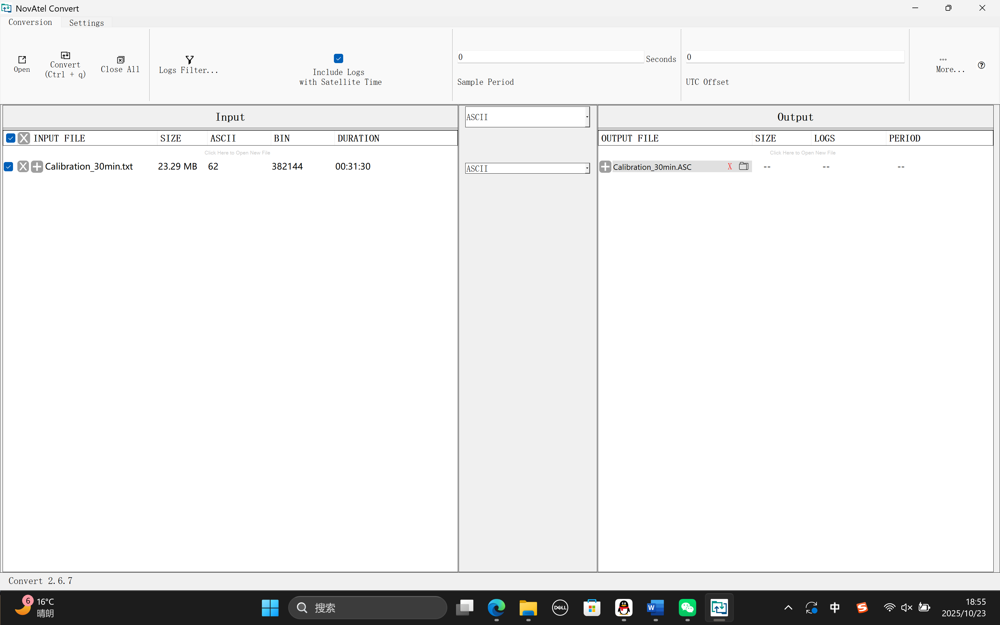 NovAtel Convert
Conversion Settings
Open
Convert
(Ctrl + q)
Close All
Logs Filter...
Include Logs
with Satellite Time
0 Seconds
Sample Period
0
UTC Offset
More...
Input
ASCII
Output
INPUT FILE SIZE ASCII BIN DURATION
OUTPUT FILE SIZE LOGS PERIOD
Click Here to Open New File
Click Here to Open New File
X Calibration_30min.txt 23.29 MB 62 382144 00:31:30
ASCII
Calibration_30min.ASC X -- -- --
Convert 2.6.7
6
16°C
晴朗
搜索
DELL
W
中
S
18:55
2025/10/23